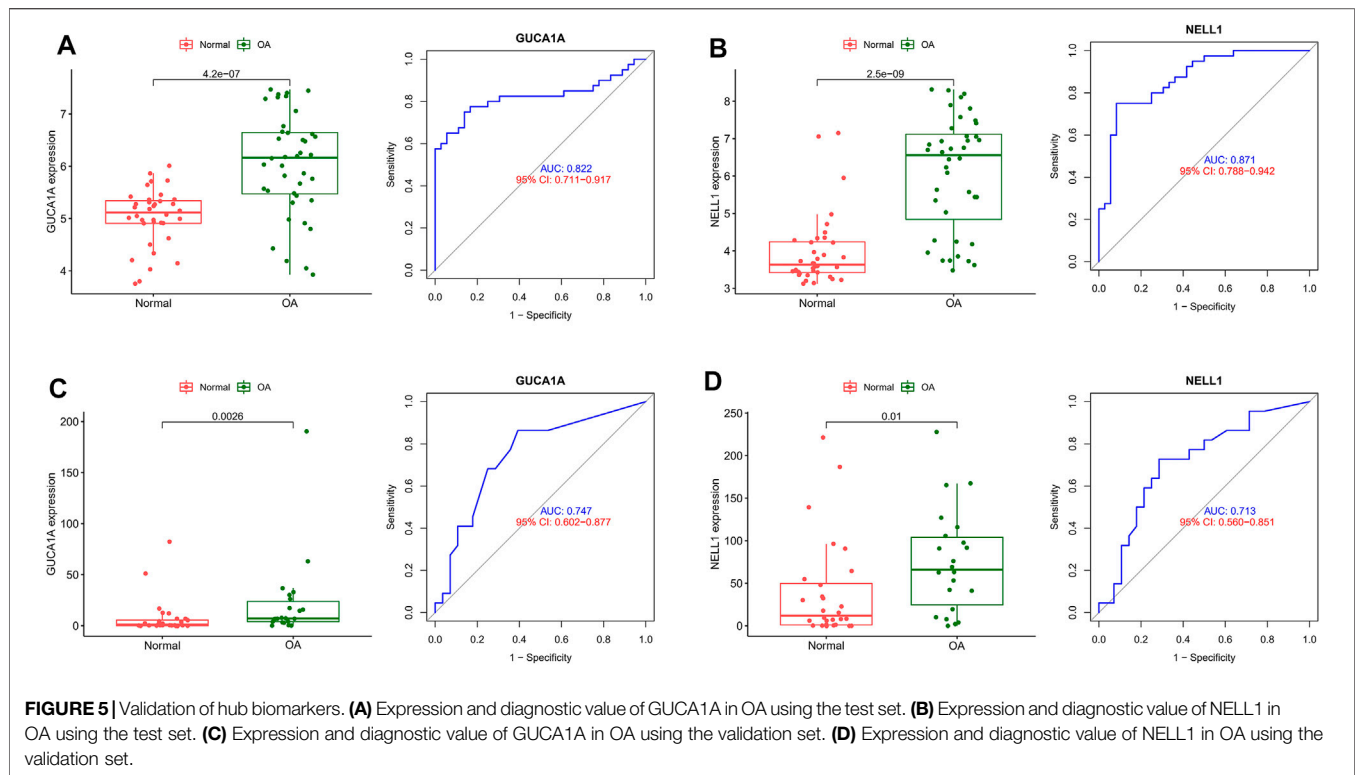 A
Normal OA
GUCA1A
4.2e−07
GUCA1A expression
7
6
5
4
Normal OA
Sensitivity
1.0
0.8
0.6
0.4
0.2
0.0
AUC: 0.822
95% CI: 0.711−0.917
0.0 0.2 0.4 0.6 0.8 1.0
1 − Specificity
B
Normal OA
NELL1
2.5e−09
NELL1 expression
8
7
6
5
4
3
Normal OA
Sensitivity
1.0
0.8
0.6
0.4
0.2
0.0
AUC: 0.871
95% CI: 0.788−0.942
0.0 0.2 0.4 0.6 0.8 1.0
1 − Specificity
C
Normal OA
GUCA1A
0.0026
GUCA1A expression
200
150
100
50
0
Normal OA
Sensitivity
1.0
0.8
0.6
0.4
0.2
0.0
AUC: 0.747
95% CI: 0.602−0.877
0.0 0.2 0.4 0.6 0.8 1.0
1 − Specificity
D
Normal OA
NELL1
0.01
NELL1 expression
250
200
150
100
50
0
Normal OA
Sensitivity
1.0
0.8
0.6
0.4
0.2
0.0
AUC: 0.713
95% CI: 0.560−0.851
0.0 0.2 0.4 0.6 0.8 1.0
1 − Specificity
FIGURE 5 | Validation of hub biomarkers. (A) Expression and diagnostic value of GUCA1A in OA using the test set. (B) Expression and diagnostic value of NELL1 in
OA using the test set. (C) Expression and diagnostic value of GUCA1A in OA using the validation set. (D) Expression and diagnostic value of NELL1 in OA using the
validation set.